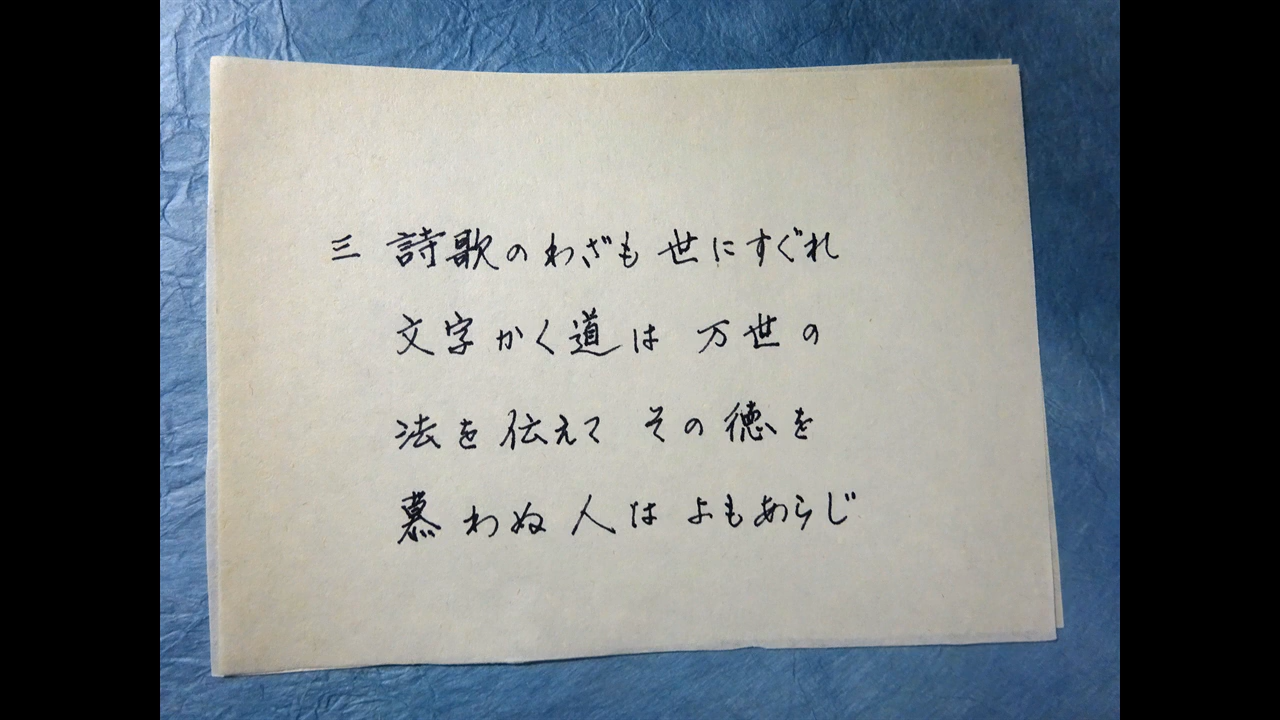 三 詩歌のわざも 世にすぐれ
文字かく道は 万世の
法を伝えて その徳を
慕わぬ人は よもあらじ